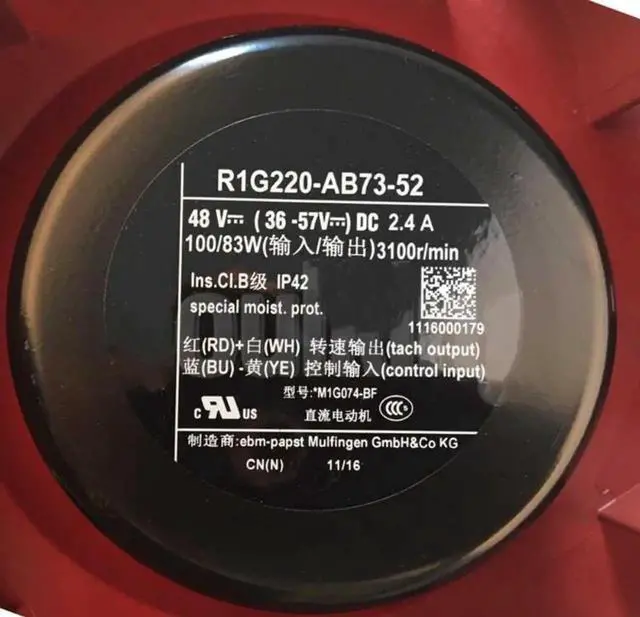 R1G220-AB73-52
48 V⎓ ( 36 -57V⎓) DC 2.4 A
100/83W(输入/输出)3100r/min
Ins.Cl.B级 IP42
special moist. prot.
1116000179
红(RD)+白(WH) 转速输出(tach output)
蓝(BU) -黄(YE) 控制输入(control input)
型号:*M1G074-BF
直流电动机
c RU US
CCC
制造商:ebm-papst Mulfingen GmbH&Co KG
CN(N) 11/16